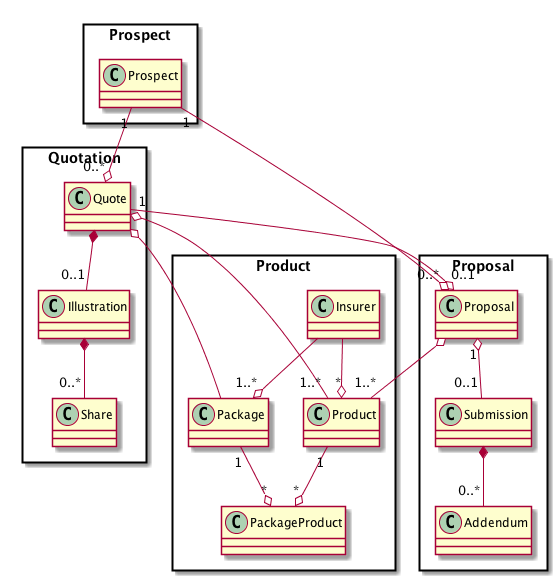 Prospect
C Prospect
1
1
Quotation
0..*
C Quote
1
0..1
C Illustration
0..*
C Share
Product
C Insurer
1..*
1..*
*
C Package
C Product
1
1
*
*
C PackageProduct
Proposal
0..*
0..1
C Proposal
1..*
1
0..1
C Submission
0..*
C Addendum